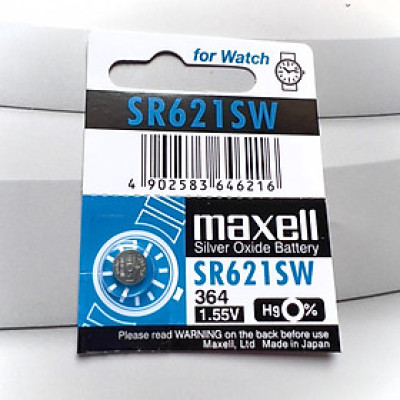 for Watch
SR621SW
4 902583 646216
maxell
Silver Oxide Battery
SR621SW
364
1.55V
Hg 0%
Please read WARNING on the back before use
Maxell, Ltd Made in Japan